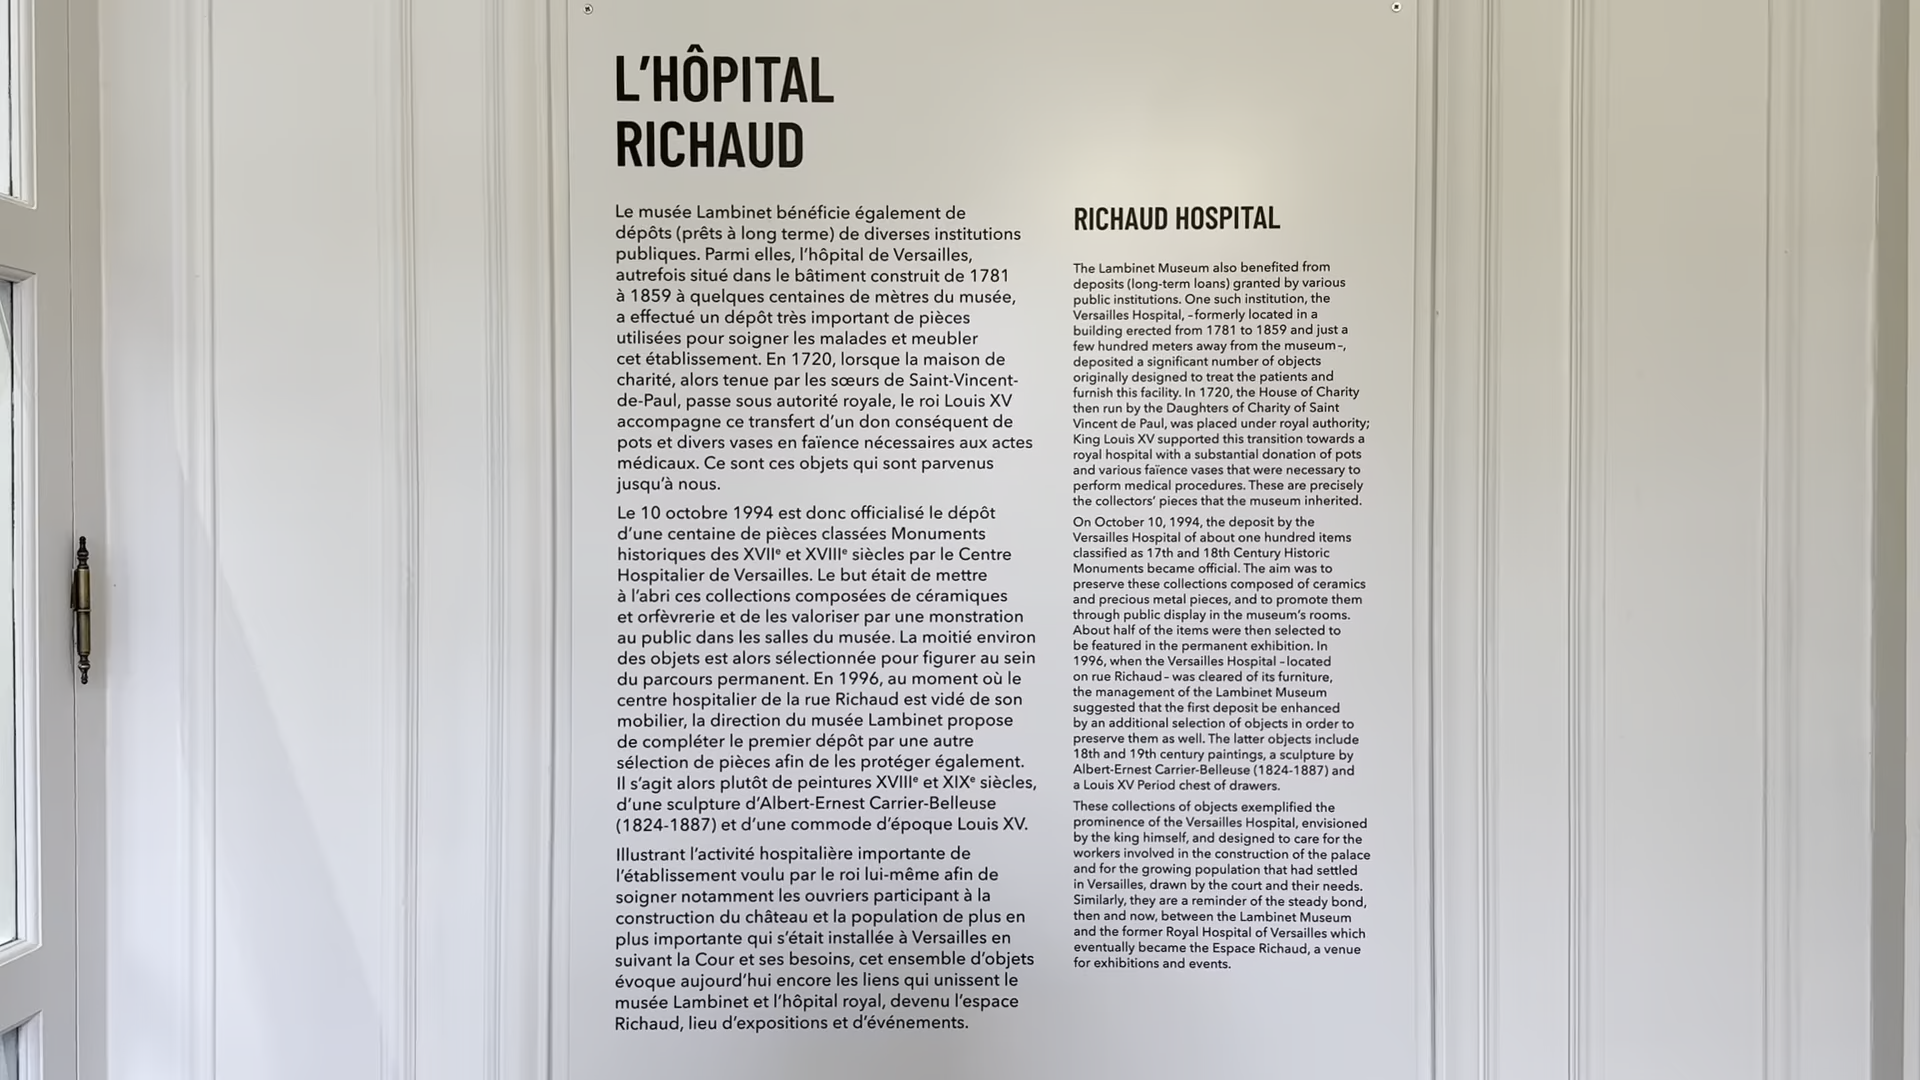 L'HÔPITAL
RICHAUD
Le musée Lambinet bénéficie également de
dépôts (prêts à long terme) de diverses institutions
publiques. Parmi elles, l'hôpital de Versailles,
autrefois situé dans le bâtiment construit de 1781
à 1859 à quelques centaines de mètres du musée,
a effectué un dépôt très important de pièces
utilisées pour soigner les malades et meubler
cet établissement. En 1720, lorsque la maison de
charité, alors tenue par les sœurs de Saint-Vincent-
de-Paul, passe sous autorité royale, le roi Louis XV
accompagne ce transfert d'un don conséquent de
pots et divers vases en faïence nécessaires aux actes
médicaux. Ce sont ces objets qui sont parvenus
jusqu'à nous.
Le 10 octobre 1994 est donc officialisé le dépôt
d'une centaine de pièces classées Monuments
historiques des XVIIe et XVIIIe siècles par le Centre
Hospitalier de Versailles. Le but était de mettre
à l'abri ces collections composées de céramiques
et orfèvrerie et de les valoriser par une monstration
au public dans les salles du musée. La moitié environ
des objets est alors sélectionnée pour figurer au sein
du parcours permanent. En 1996, au moment où le
centre hospitalier de la rue Richaud est vidé de son
mobilier, la direction du musée Lambinet propose
de compléter le premier dépôt par une autre
sélection de pièces afin de les protéger également.
Il s'agit alors plutôt de peintures XVIIIe et XIXe siècles,
d'une sculpture d'Albert-Ernest Carrier-Belleuse
(1824-1887) et d'une commode d'époque Louis XV.
Illustrant l'activité hospitalière importante de
l'établissement voulu par le roi lui-même afin de
soigner notamment les ouvriers participant à la
construction du château et la population de plus en
plus importante qui s'était installée à Versailles en
suivant la Cour et ses besoins, cet ensemble d'objets
évoque aujourd'hui encore les liens qui unissent le
musée Lambinet et l'hôpital royal, devenu l'espace
Richaud, lieu d'expositions et d'événements.
RICHAUD HOSPITAL
The Lambinet Museum also benefited from
deposits (long-term loans) granted by various
public institutions. One such institution, the
Versailles Hospital, –formerly located in a
building erected from 1781 to 1859 and just a
few hundred meters away from the museum–,
deposited a significant number of objects
originally designed to treat the patients and
furnish this facility. In 1720, the House of Charity
then run by the Daughters of Charity of Saint
Vincent de Paul, was placed under royal authority;
King Louis XV supported this transition towards a
royal hospital with a substantial donation of pots
and various faïence vases that were necessary to
perform medical procedures. These are precisely
the collectors' pieces that the museum inherited.
On October 10, 1994, the deposit by the
Versailles Hospital of about one hundred items
classified as 17th and 18th Century Historic
Monuments became official. The aim was to
preserve these collections composed of ceramics
and precious metal pieces, and to promote them
through public display in the museum's rooms.
About half of the items were then selected to
be featured in the permanent exhibition. In
1996, when the Versailles Hospital –located
on rue Richaud– was cleared of its furniture,
the management of the Lambinet Museum
suggested that the first deposit be enhanced
by an additional selection of objects in order to
preserve them as well. The latter objects include
18th and 19th century paintings, a sculpture by
Albert-Ernest Carrier-Belleuse (1824-1887) and
a Louis XV Period chest of drawers.
These collections of objects exemplified the
prominence of the Versailles Hospital, envisioned
by the king himself, and designed to care for the
workers involved in the construction of the palace
and for the growing population that had settled
in Versailles, drawn by the court and their needs.
Similarly, they are a reminder of the steady bond,
then and now, between the Lambinet Museum
and the former Royal Hospital of Versailles which
eventually became the Espace Richaud, a venue
for exhibitions and events.